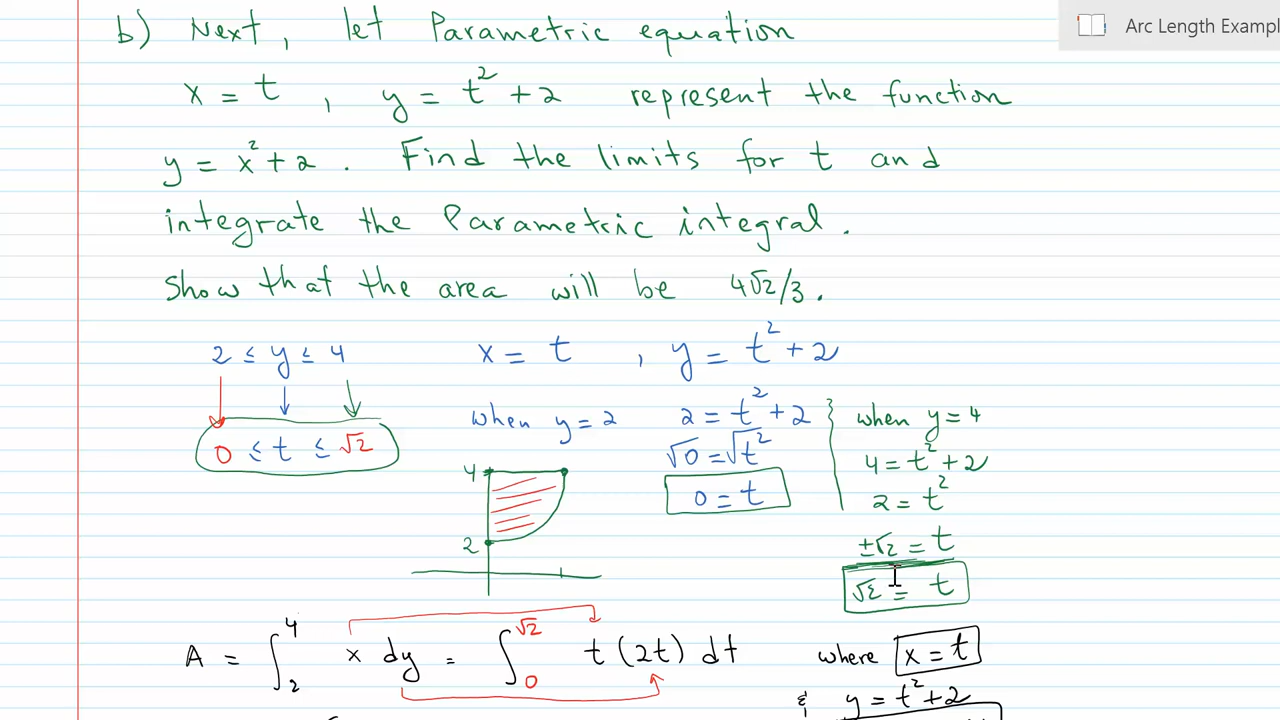 Arc Length Exampl
b) Next, let Parametric equation
x = t , y = t² + 2 represent the function
y = x² + 2 . Find the limits for t and
integrate the Parametric integral.
Show that the area will be 4√2/3.
2 ≤ y ≤ 4
x = t , y = t² + 2
0 ≤ t ≤ √2
when y = 2 2 = t² + 2
√0 = √t²
0 = t
when y = 4
4 = t² + 2
2 = t²
±√2 = t
√2 = t
4
2
A = ∫₂⁴ x dy = ∫₀^√2 t (2t) dt
where x = t
& y = t² + 2